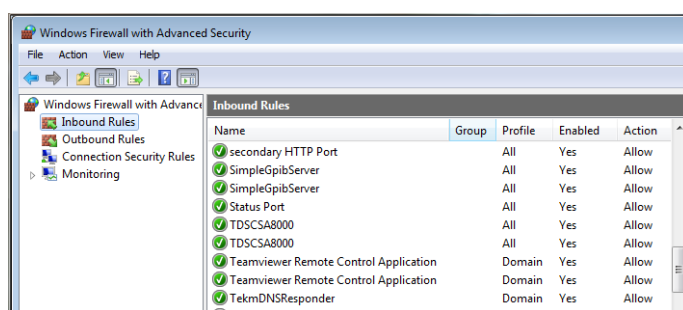 Windows Firewall with Advanced Security
File Action View Help
Windows Firewall with Advance
Inbound Rules
Outbound Rules
Connection Security Rules
Monitoring
Inbound Rules
Name Group Profile Enabled Action
secondary HTTP Port All Yes Allow
SimpleGpibServer All Yes Allow
SimpleGpibServer All Yes Allow
Status Port All Yes Allow
TDSCSA8000 All Yes Allow
TDSCSA8000 All Yes Allow
Teamviewer Remote Control Application Domain Yes Allow
Teamviewer Remote Control Application Domain Yes Allow
TekmDNSResponder Domain Yes Allow